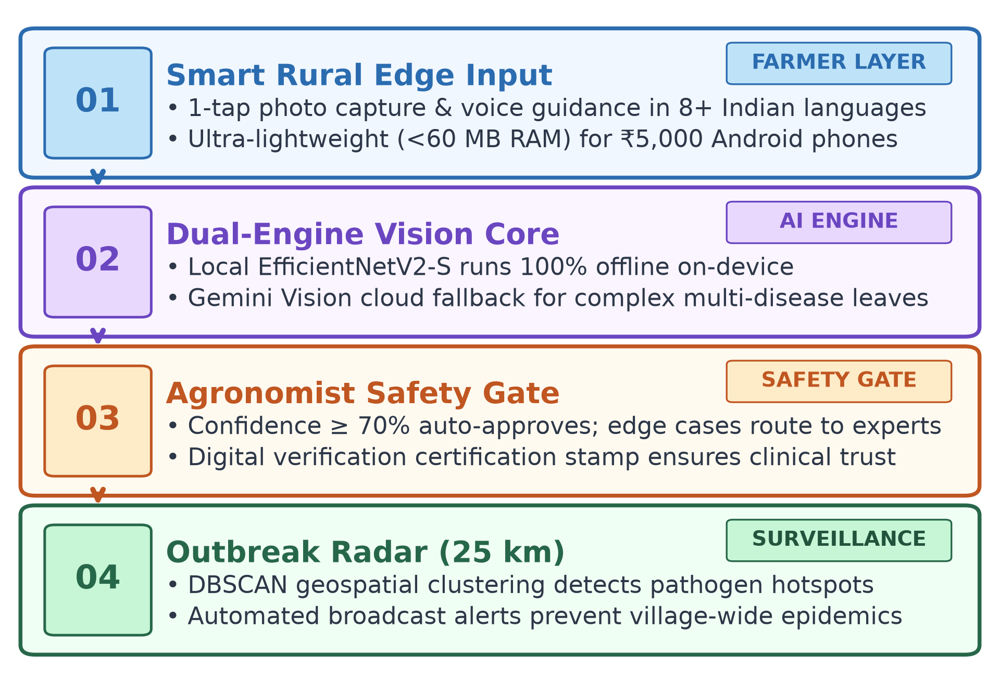 FARMER LAYER
01
Smart Rural Edge Input
• 1-tap photo capture & voice guidance in 8+ Indian languages
• Ultra-lightweight (<60 MB RAM) for ₹5,000 Android phones
AI ENGINE
02
Dual-Engine Vision Core
• Local EfficientNetV2-S runs 100% offline on-device
• Gemini Vision cloud fallback for complex multi-disease leaves
SAFETY GATE
03
Agronomist Safety Gate
• Confidence ≥ 70% auto-approves; edge cases route to experts
• Digital verification certification stamp ensures clinical trust
SURVEILLANCE
04
Outbreak Radar (25 km)
• DBSCAN geospatial clustering detects pathogen hotspots
• Automated broadcast alerts prevent village-wide epidemics